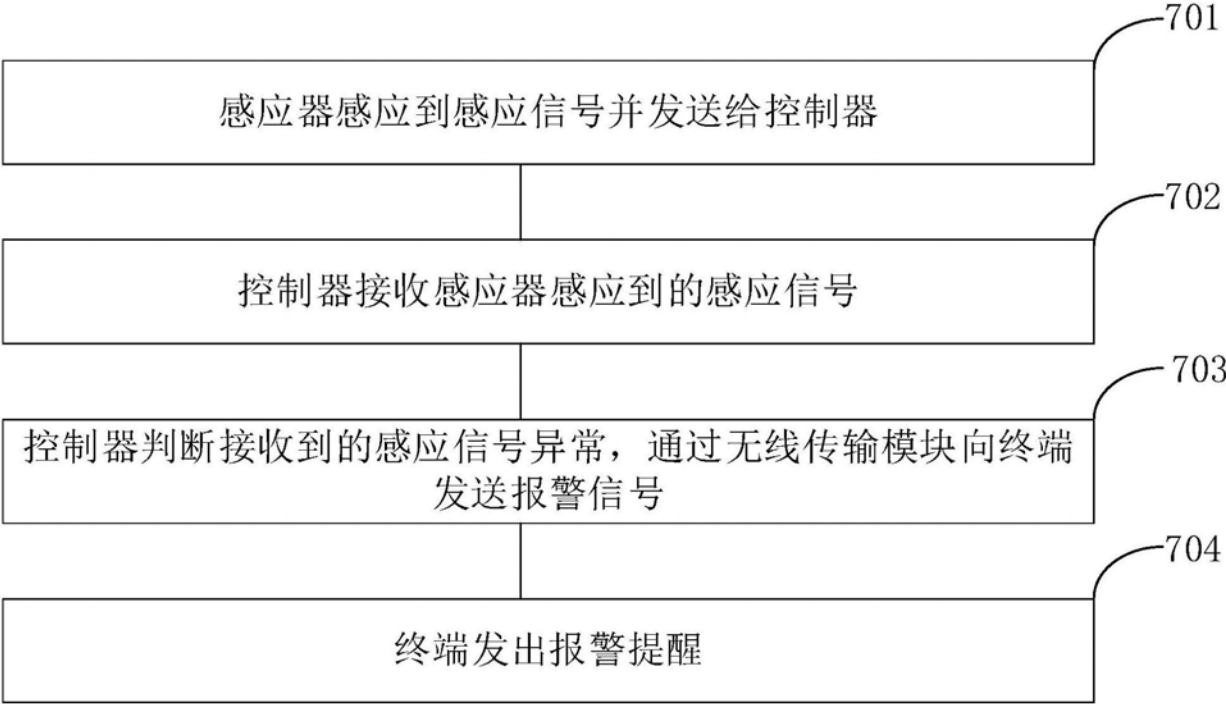 701
感应器感应到感应信号并发送给控制器
702
控制器接收感应器感应到的感应信号
703
控制器判断接收到的感应信号异常，通过无线传输模块向终端
发送报警信号
704
终端发出报警提醒